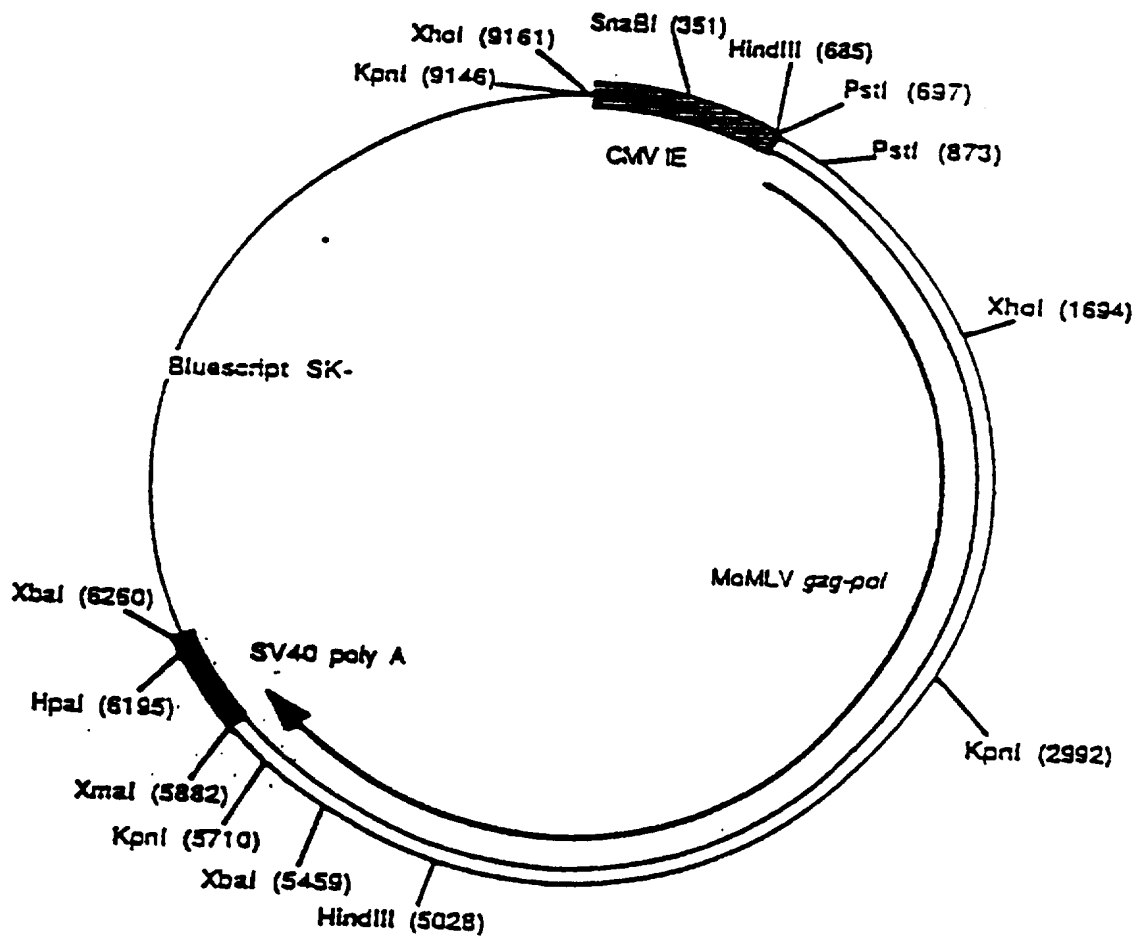 XhoI (9161)
SnaBI (351)
HindIII (685)
KpnI (9146)
PstI (697)
CMV IE
PstI (873)
XhoI (1694)
Bluescript SK-
MoMLV gag-pol
XbaI (6260)
SV40 poly A
HpaI (6195)
KpnI (2992)
XmaI (5882)
KpnI (5710)
XbaI (5459)
HindIII (5028)